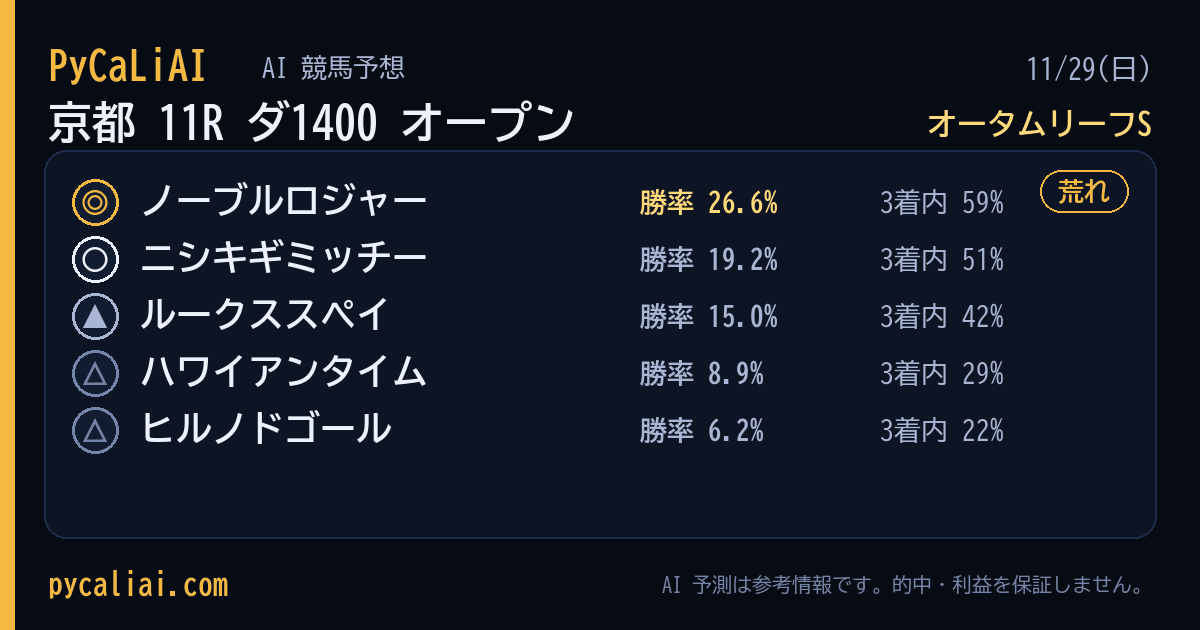 PyCaLiAI AI 競馬予想 11/29(日)
京都 11R ダ1400 オープン オータムリーフS
◎ ノーブルロジャー 勝率 26.6% 3着内 59% 荒れ
○ ニシキギミッチー 勝率 19.2% 3着内 51%
▲ ルークススペイ 勝率 15.0% 3着内 42%
△ ハワイアンタイム 勝率 8.9% 3着内 29%
△ ヒルノドゴール 勝率 6.2% 3着内 22%
pycaliai.com AI 予測は参考情報です。的中・利益を保証しません。